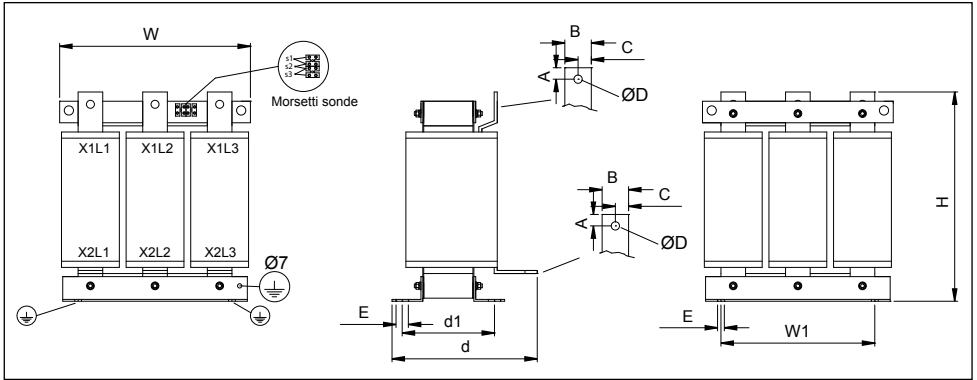 W
s1
s2
s3
Morsetti sonde
X1L1 X1L2 X1L3
X2L1 X2L2 X2L3
Ø7
B
C
A
ØD
B
C
A
ØD
E
d1
d
H
E
W1